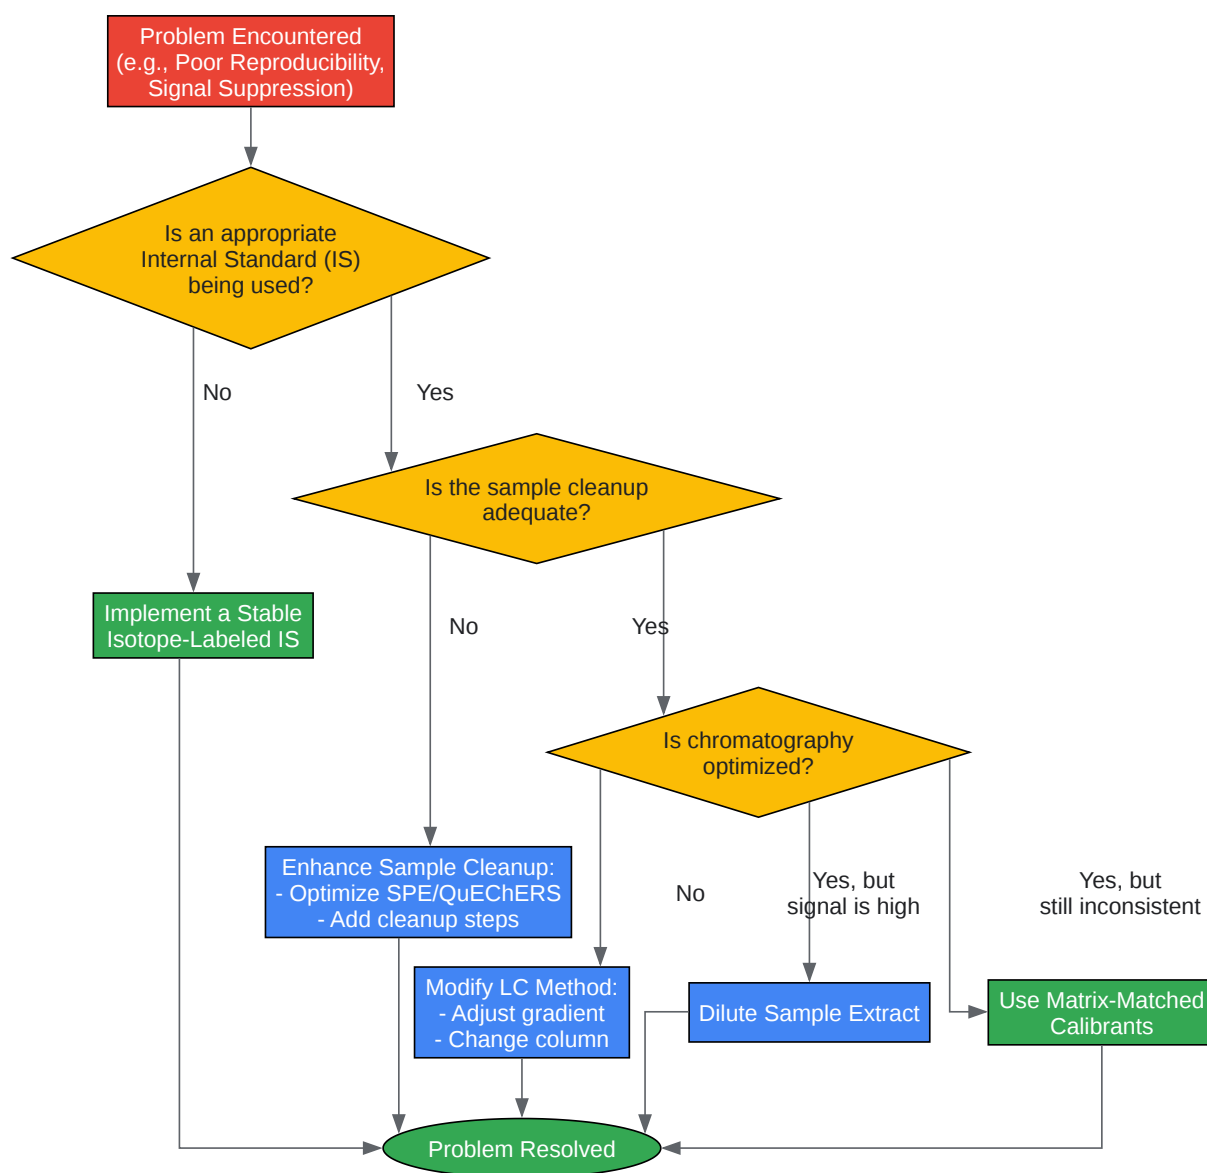 Problem Encountered
(e.g., Poor Reproducibility,
Signal Suppression)
Is an appropriate
Internal Standard (IS)
being used?
No
Yes
Is the sample cleanup
adequate?
Implement a Stable
Isotope-Labeled IS
No
Yes
Is chromatography
optimized?
Enhance Sample Cleanup:
- Optimize SPE/QuEChERS
- Add cleanup steps
No
Yes, but
signal is high
Yes, but
still inconsistent
Modify LC Method:
- Adjust gradient
- Change column
Dilute Sample Extract
Use Matrix-Matched
Calibrants
Problem Resolved